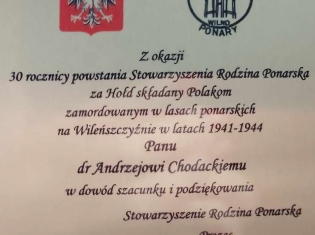 WILNO
PONARY
Z okazji
30 rocznicy powstania Stowarzyszenia Rodzina Ponarska
za Hołd składany Polakom
zamordowanym w lasach ponarskich
na Wileńszczyźnie w latach 1941-1944
Panu
dr Andrzejowi Chodackiemu
w dowód szacunku i podziękowania
Stowarzyszenie Rodzina Ponarska
Prezes